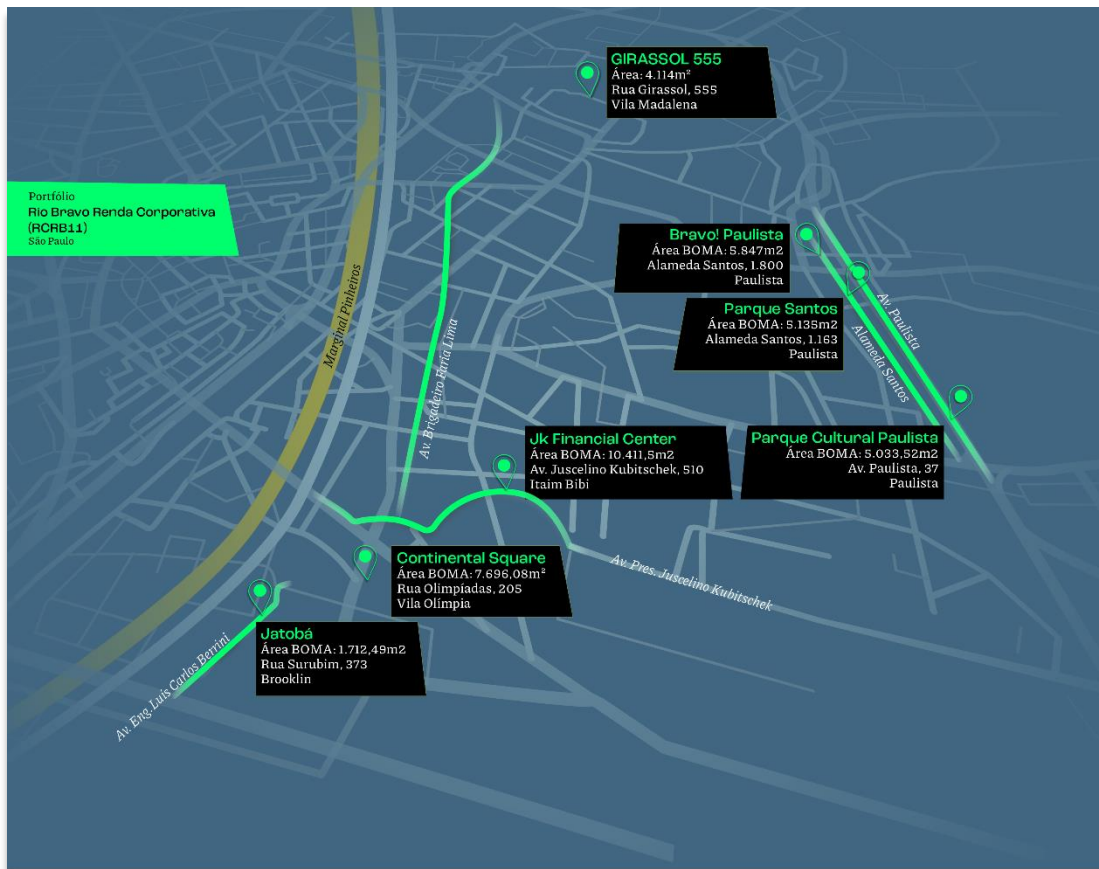 GIRASSOL 555
Área: 4.114m²
Rua Girassol, 555
Vila Madalena
Portfólio
Rio Bravo Renda Corporativa
(RCRB11)
São Paulo
Bravo! Paulista
Área BOMA: 5.847m2
Alameda Santos, 1.800
Paulista
Parque Santos
Área BOMA: 5.135m2
Alameda Santos, 1.163
Paulista
Av. Paulista
Alameda Santos
Marginal Pinheiros
Av. Brigadeiro Faria Lima
Jk Financial Center
Área BOMA: 10.411,5m2
Av. Juscelino Kubitschek, 510
Itaim Bibi
Parque Cultural Paulista
Área BOMA: 5.033,52m2
Av. Paulista, 37
Paulista
Continental Square
Área BOMA: 7.696,08m²
Rua Olimpíadas, 205
Vila Olímpia
Av. Pres. Juscelino Kubitschek
Jatobá
Área BOMA: 1.712,49m2
Rua Surubim, 373
Brooklin
Av. Eng. Luis Carlos Berrini